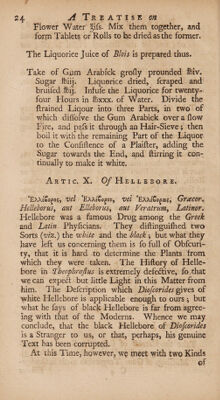 24 A TREATISE on
Flower Water ℥ss. Mix them together, and
form Tablets or Rolls to be dried as the former.
The Liquorice Juice of Blois is prepared thus.
Take of Gum Arabick grosly pounded
Sugar Liquorice dried, scraped and
bruised Infuse the Liquorice for twenty-
four Hours in of Water. Divide the
strained Liquor into three Parts, in two of
which dissolve the Gum Arabick over a slow
Fire, and pass it through an Hair-Sieve; then
boil it with the remaining Part of the Liquor
to the Consistence of a Plaister, adding the
Sugar towards the End, and stirring it con-
tinually to make it white.
ARTIC. X. Of HELLEBORE.
Ἑλλέβορος, Græcor.
Helleborus, aut Elleborus, aut Veratrum, Latinor.
Hellebore was a famous Drug among the Greek
and Latin Physicians. They distinguished two
Sorts (viz.) the white and the black; but what they
have left us concerning them is so full of Obscuri-
ty, that it is hard to determine the Plants from
which they were taken. The History of Helle-
bore in Theophrastus is extremely defective, so that
we can expect but little Light in this Matter from
him. The Description which Dioscorides gives of
white Hellebore is applicable enough to ours; but
what he says of black Hellebore is far from agree-
ing with that of the Moderns. Whence we may
conclude, that the black Hellebore of Dioscorides
is a Stranger to us, or that, perhaps, his genuine
Text has been corrupted.
At this Time, however, we meet with two Kinds
of